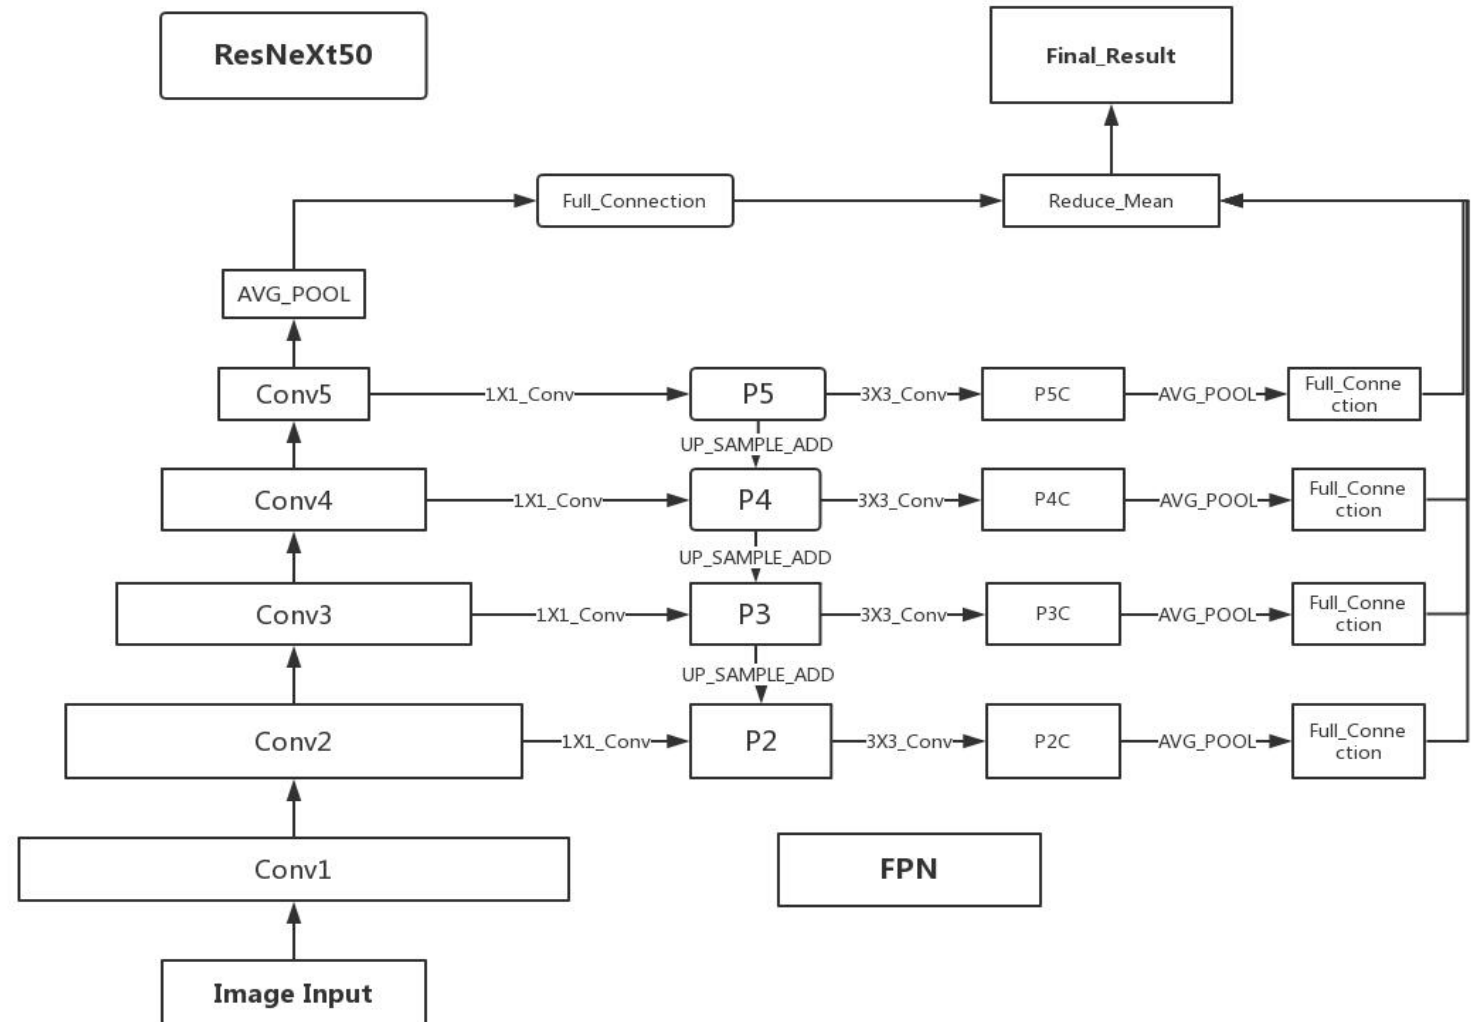 ResNeXt50
Final_Result
Full_Connection
Reduce_Mean
AVG_POOL
Conv5
1X1_Conv
P5
3X3_Conv
P5C
AVG_POOL
Full_Conne
ction
UP_SAMPLE_ADD
Conv4
1X1_Conv
P4
3X3_Conv
P4C
AVG_POOL
Full_Conne
ction
UP_SAMPLE_ADD
Conv3
1X1_Conv
P3
3X3_Conv
P3C
AVG_POOL
Full_Conne
ction
UP_SAMPLE_ADD
Conv2
1X1_Conv
P2
3X3_Conv
P2C
AVG_POOL
Full_Conne
ction
Conv1
FPN
Image Input